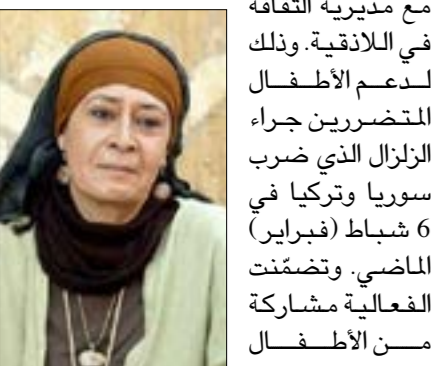 مع مديرية الثقافة
في اللاذقية. وذلك
لدعم الأطفال
المتضررين جراء
الزلزال الذي ضرب
سوريا وتركيا في
6 شباط (فبراير)
الماضي. وتضمّنت
الفعالية مشاركة
من الأطفال